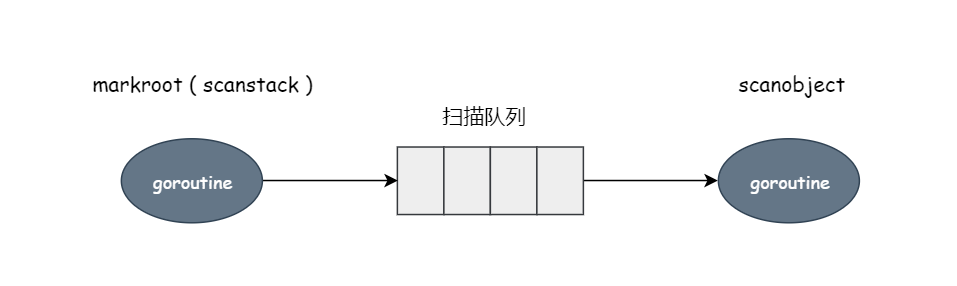 markroot ( scanstack )
scanobject
扫描队列
goroutine
goroutine